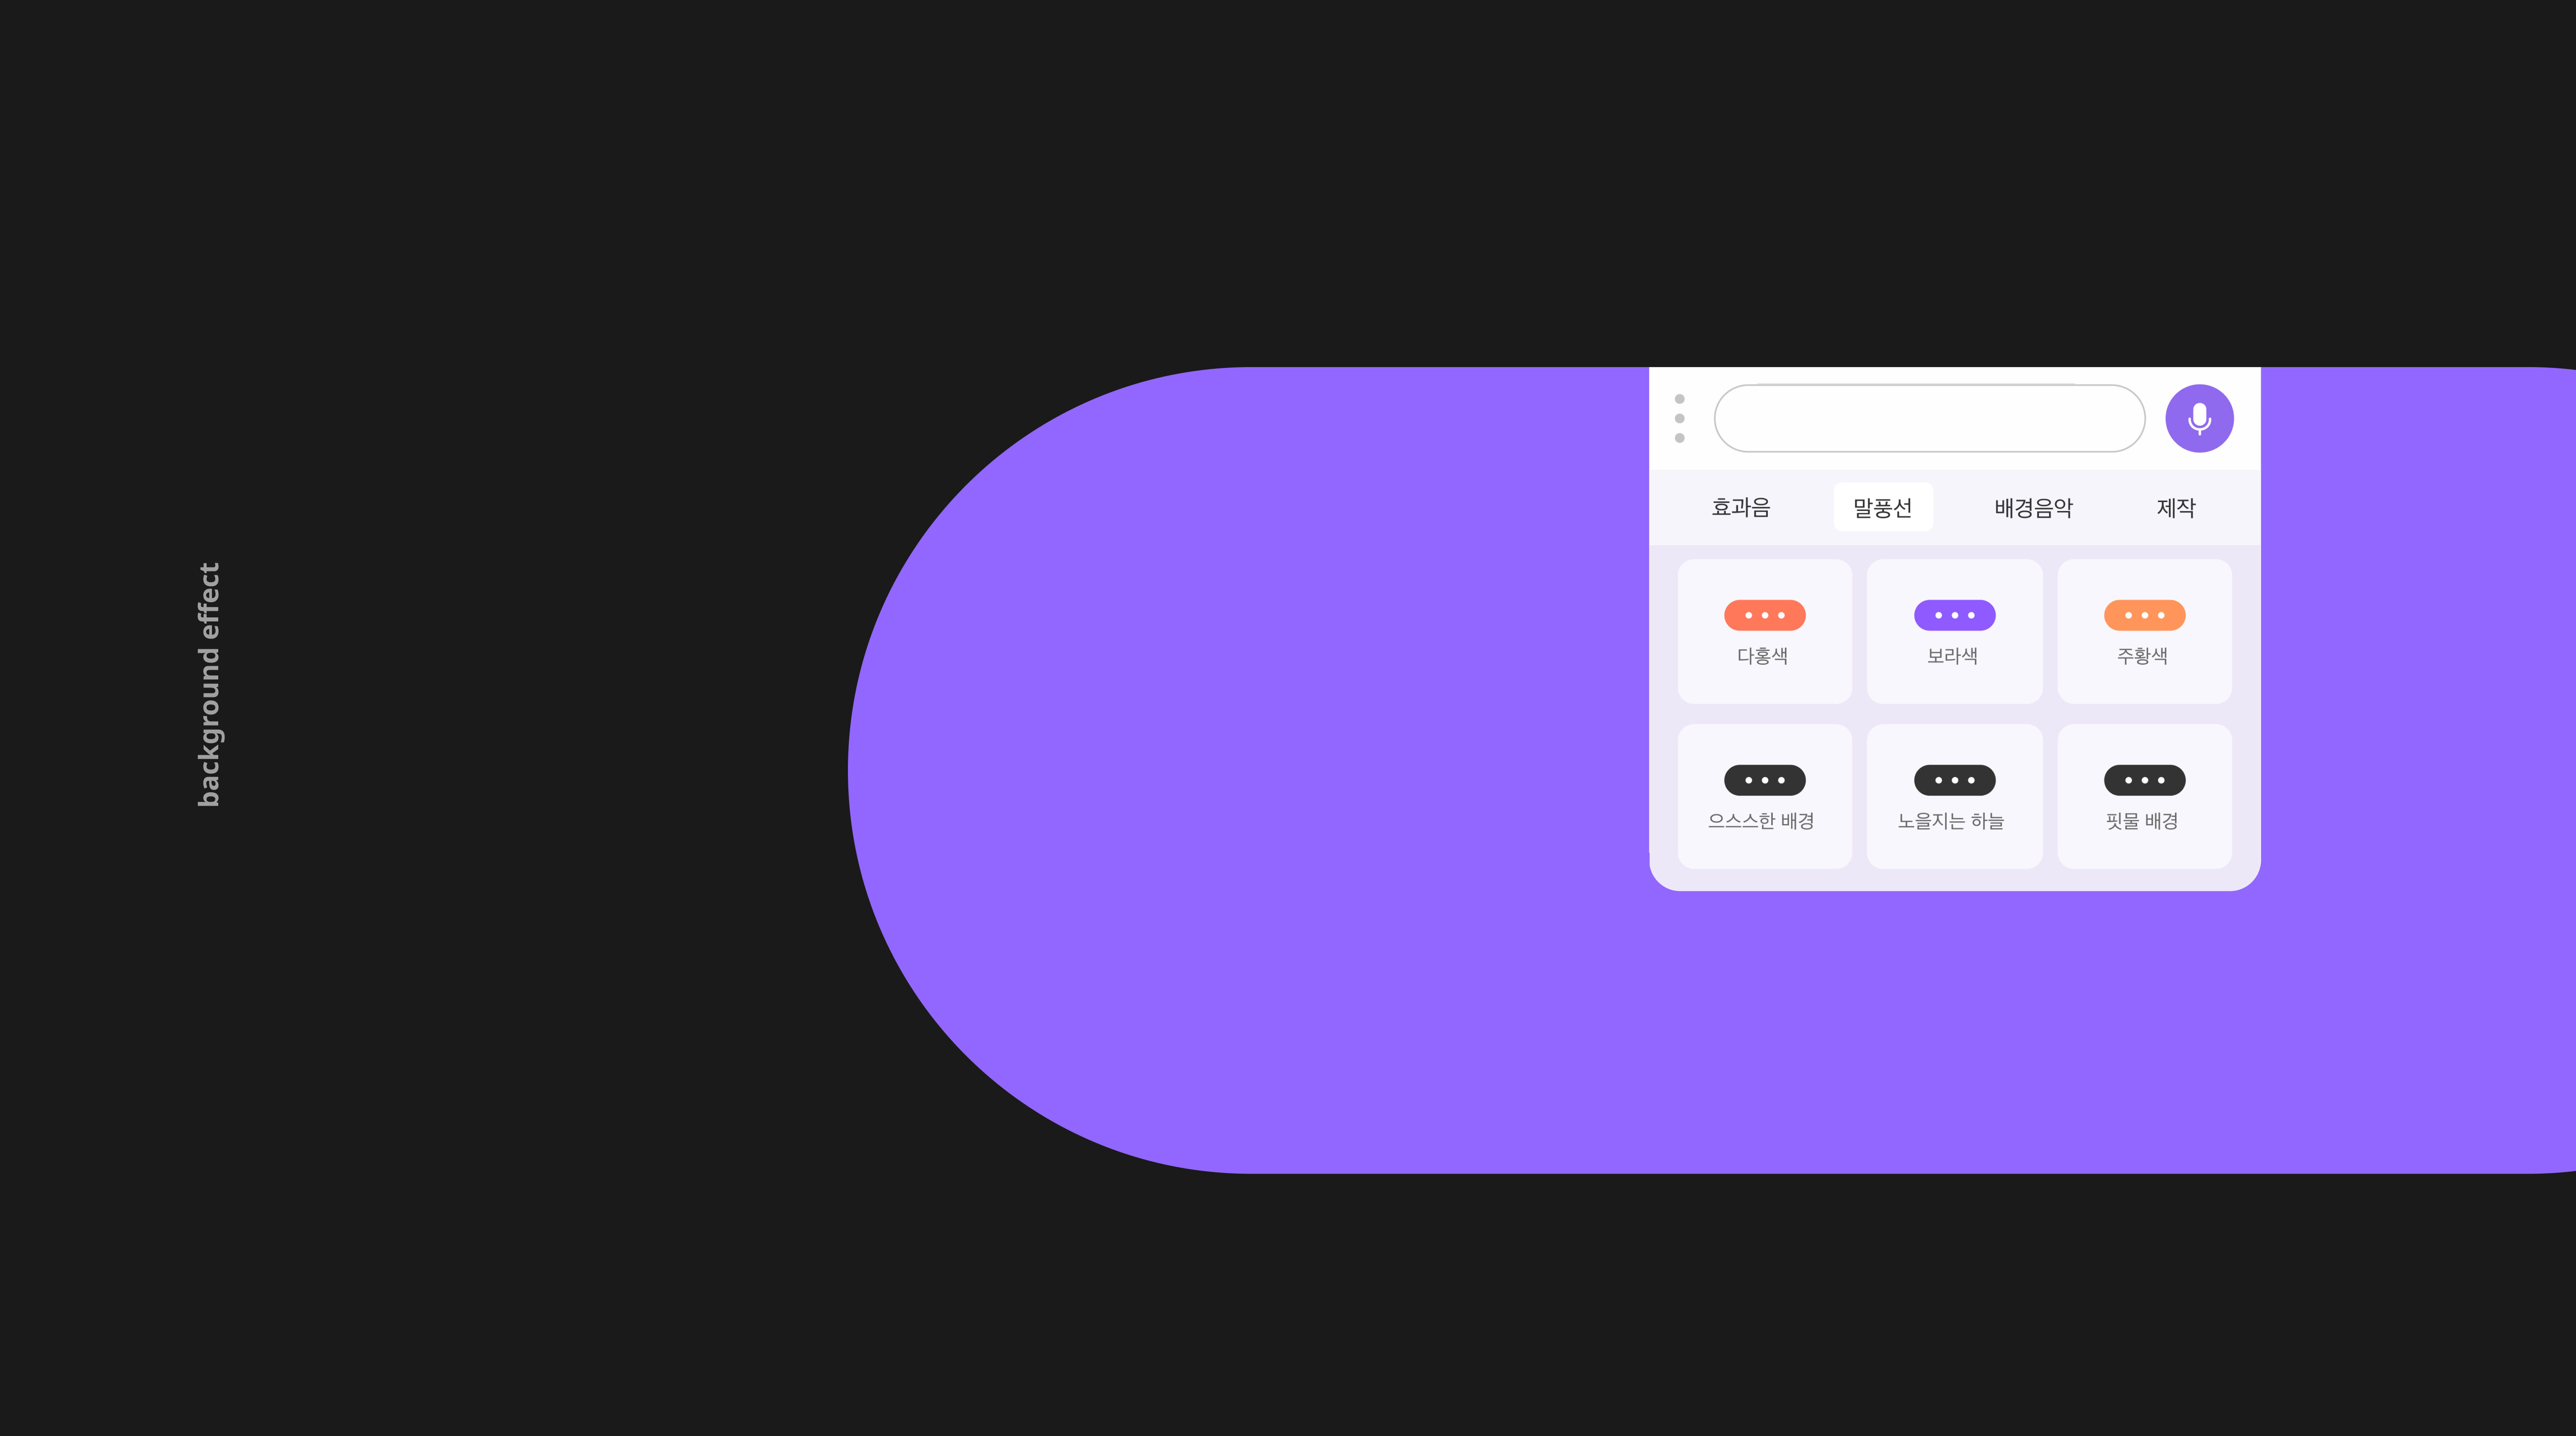 background effect
효과음 말풍선 배경음악 제작
다홍색 보라색 주황색
으스스한 배경 노을지는 하늘 핏물 배경